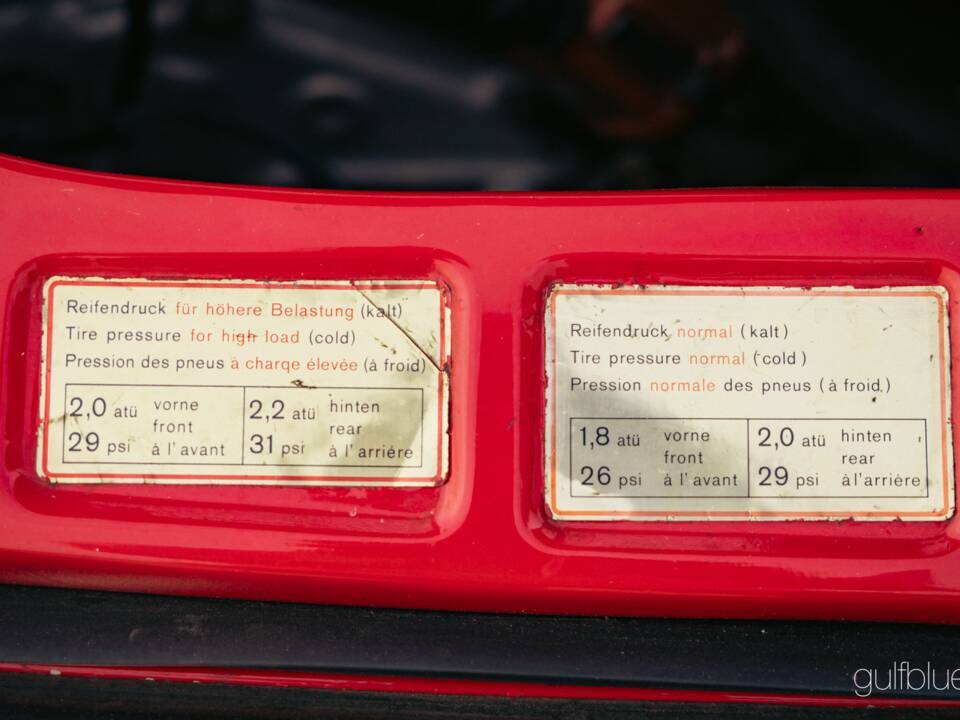 Reifendruck für höhere Belastung (kalt)
Tire pressure for high load (cold)
Pression des pneus à charge élevée (à froid)
2,0 atü vorne
front
29 psi à l'avant
2,2 atü hinten
rear
31 psi à l'arriére
Reifendruck normal (kalt)
Tire pressure normal (cold)
Pression normale des pneus (à froid)
1,8 atü vorne
front
26 psi à l'avant
2,0 atü hinten
rear
29 psi à l'arrière
gulfblue